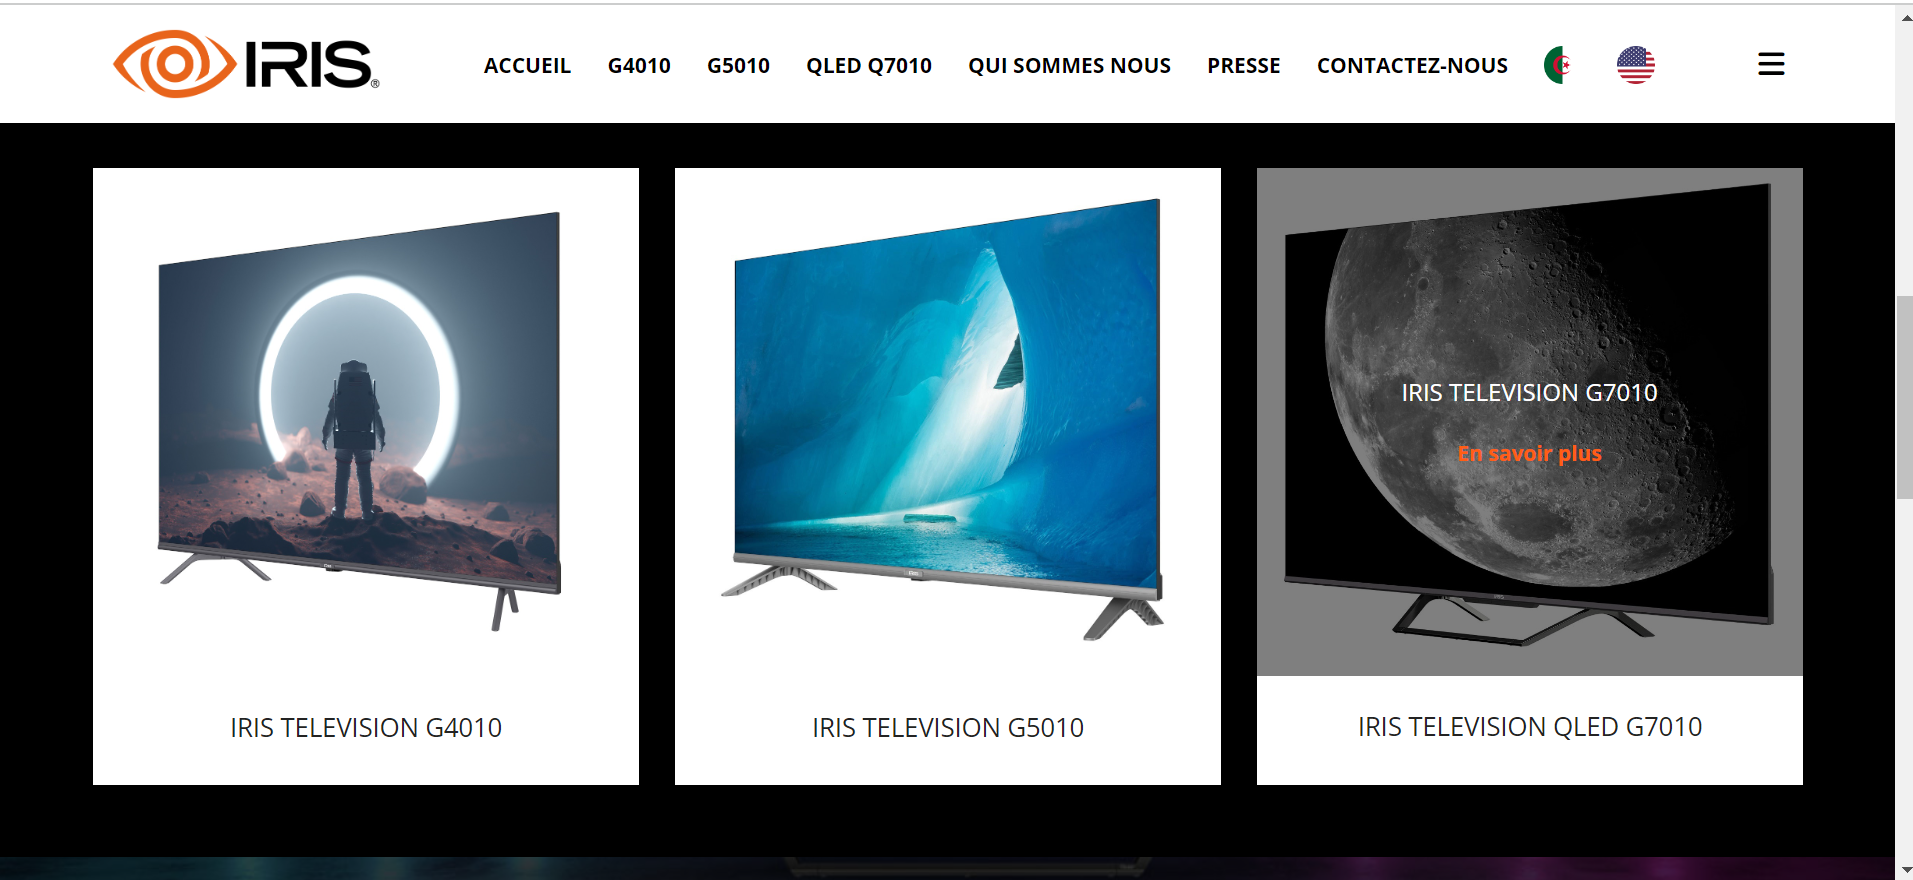 IRIS®
ACCUEIL G4010 G5010 QLED Q7010 QUI SOMMES NOUS PRESSE CONTACTEZ-NOUS
IRIS TELEVISION G7010
En savoir plus
IRIS TELEVISION G4010
IRIS TELEVISION G5010
IRIS TELEVISION QLED G7010